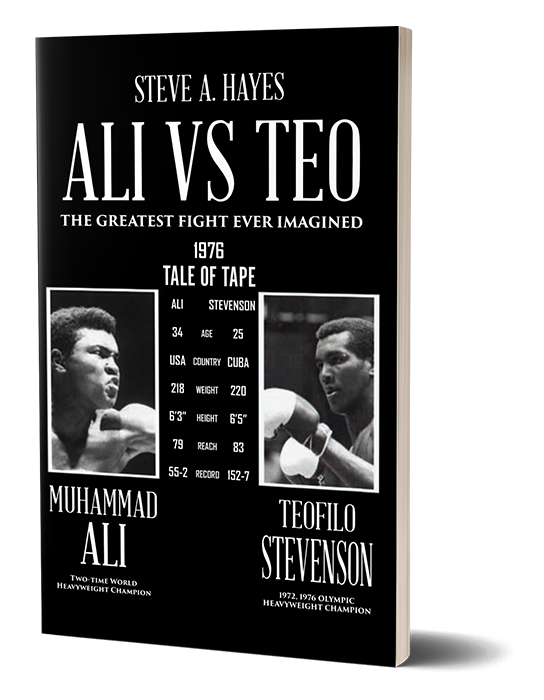 STEVE A. HAYES
ALI VS TEO
THE GREATEST FIGHT EVER IMAGINED
1976
TALE OF TAPE
ALI STEVENSON
34 AGE 25
USA COUNTRY CUBA
218 WEIGHT 220
6'3" HEIGHT 6'5"
79 REACH 83
55-2 RECORD 152-7
MUHAMMAD
ALI
TWO-TIME WORLD
HEAVYWEIGHT CHAMPION
TEOFILO
STEVENSON
1972, 1976 OLYMPIC
HEAVYWEIGHT CHAMPION